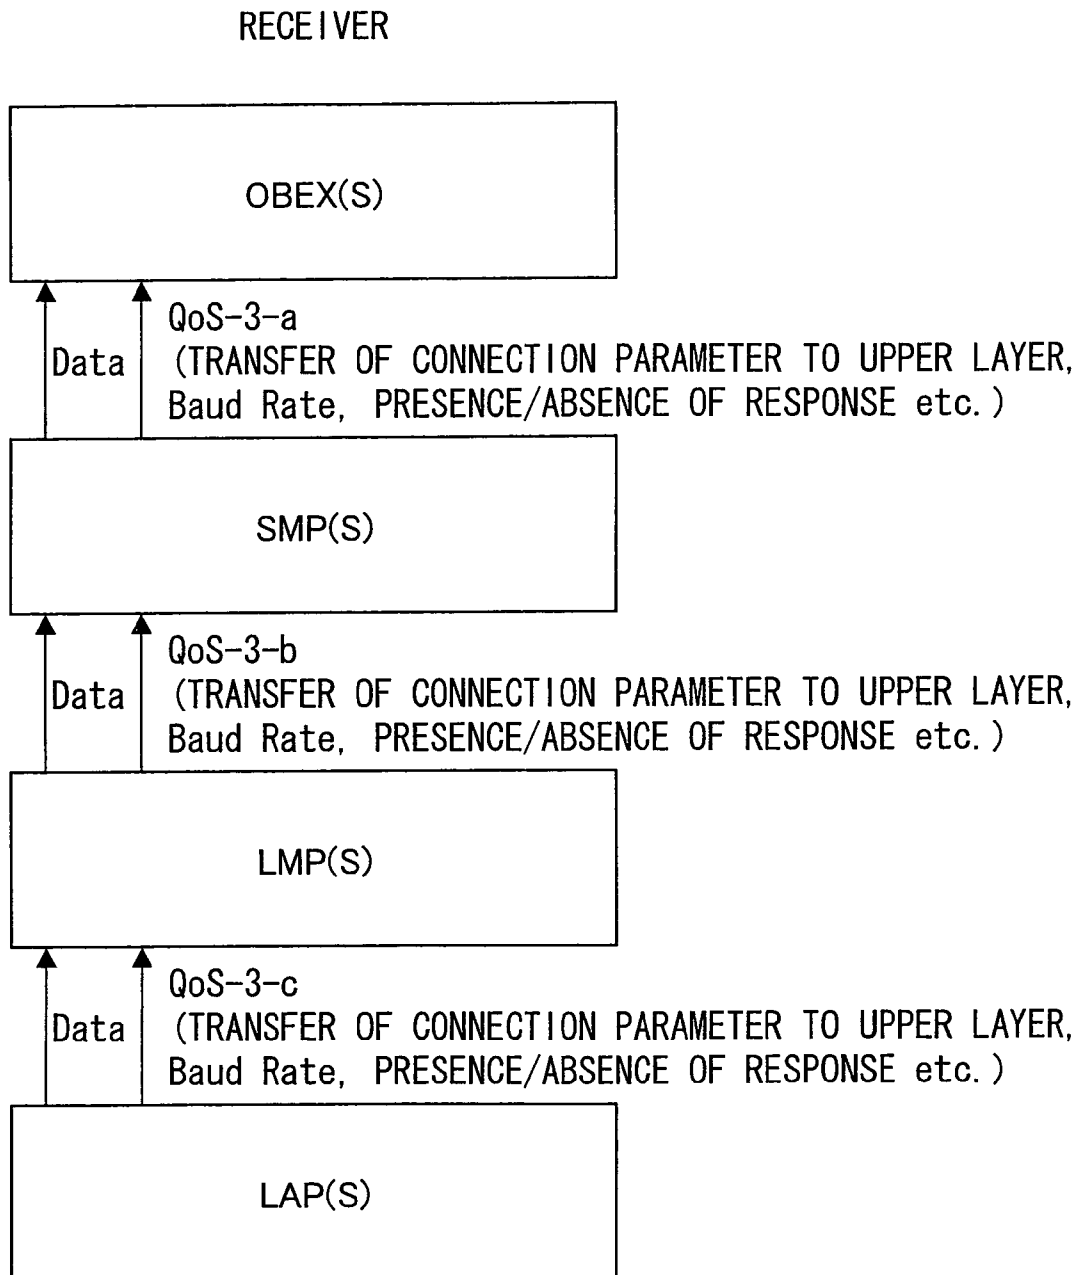 RECEIVER
OBEX(S)
QoS-3-a
Data (TRANSFER OF CONNECTION PARAMETER TO UPPER LAYER,
Baud Rate, PRESENCE/ABSENCE OF RESPONSE etc.)
SMP(S)
QoS-3-b
Data (TRANSFER OF CONNECTION PARAMETER TO UPPER LAYER,
Baud Rate, PRESENCE/ABSENCE OF RESPONSE etc.)
LMP(S)
QoS-3-c
Data (TRANSFER OF CONNECTION PARAMETER TO UPPER LAYER,
Baud Rate, PRESENCE/ABSENCE OF RESPONSE etc.)
LAP(S)